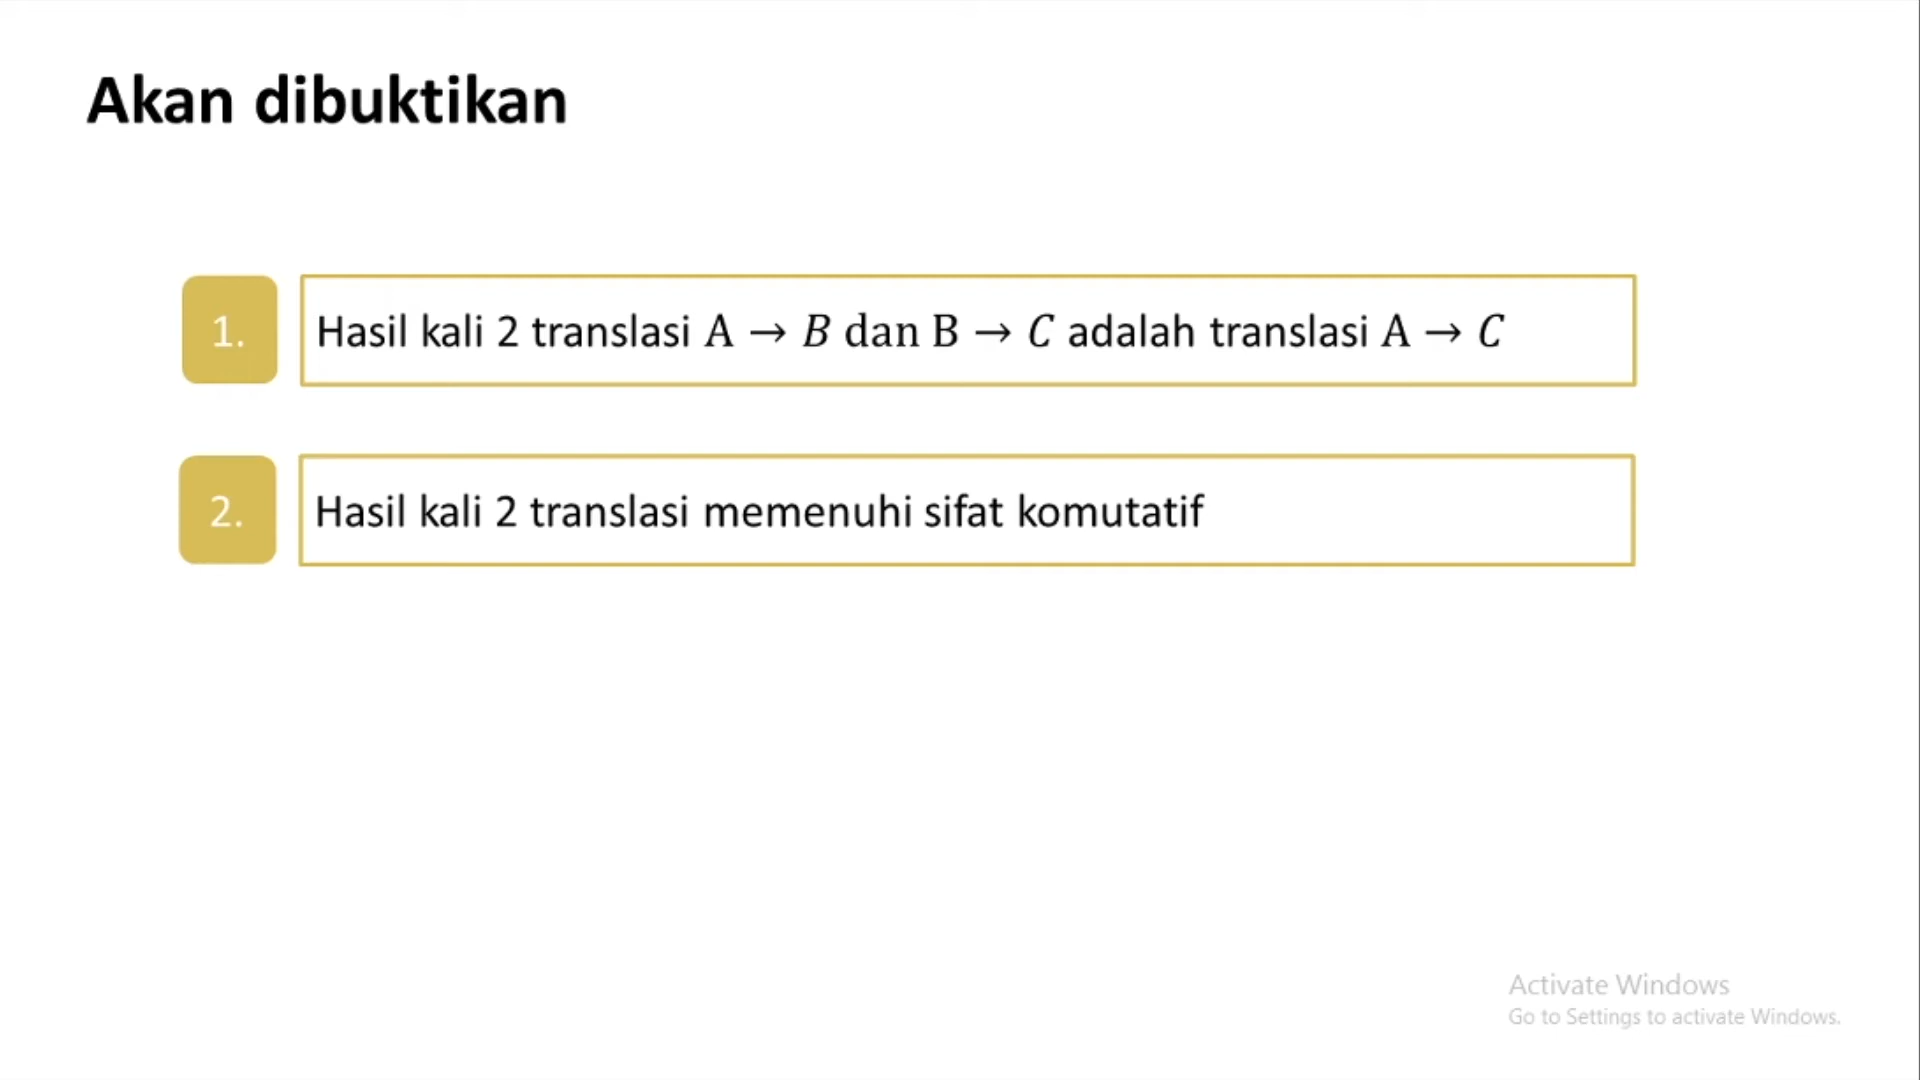 Akan dibuktikan
1.
Hasil kali 2 translasi A → B dan B → C adalah translasi A → C
2.
Hasil kali 2 translasi memenuhi sifat komutatif
Activate Windows
Go to Settings to activate Windows.